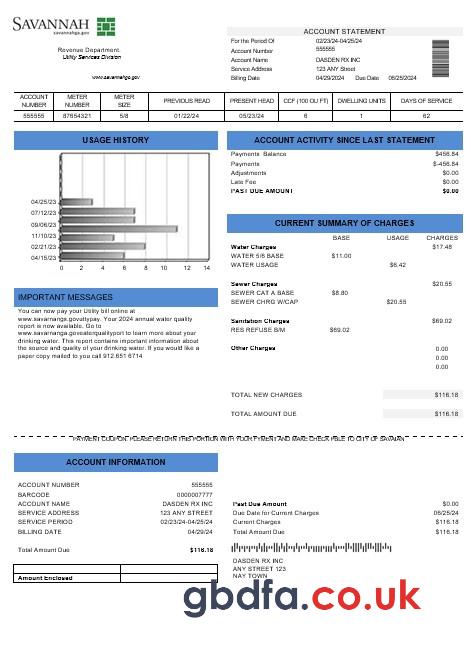 SAVANNAH
savannahga.gov
Revenue Department.
Utility Services Division
www.savannahga.gov
ACCOUNT STATEMENT
For the Period Of 02/23/24-04/25/24
Account Number 555555
Account Name DASDEN RX INC
Service Address 123 ANY Street
Billing Date 04/29/2024 Due Date 06/25/2024
ACCOUNT NUMBER METER NUMBER METER SIZE PREVIOUS READ PRESENT HEAD CCF (100 OU FT) DWELLING UNITS DAYS OF SERVICE
555555 87654321 5/8 01/22/24 05/23/24 6 1 62
USAGE HISTORY
04/25/23
07/12/23
09/06/23
11/10/23
02/21/23
04/15/23
0 2 4 6 8 10 12 14
ACCOUNT ACTIVITY SINCE LAST STATEMENT
Payments Balance $456.84
Payments $-456.84
Adjustments $0.00
Late Fee $0.00
PAST DUE AMOUNT $0.00
CURRENT SUMMARY OF CHARGES
BASE USAGE CHARGES
Water Charges $17.48
WATER 5/6 BASE $11.00
WATER USAGE $6.42
Sewer Charges $20.55
SEWER CAT A BASE $8.80
SEWER CHRG W/CAP $20.55
Sanitation Charges $69.02
RES REFUSE B/M $69.02
Other Charges 0.00
0.00
0.00
TOTAL NEW CHARGES $116.18
TOTAL AMOUNT DUE $116.18
IMPORTANT MESSAGES
You can now pay your Utility bill online at
www.savannah.govuttypay. Your 2024 annual water quality
report is now available. Go to
www.savarnanga.goveaterqualityport to learn more about your
drinking water. This report contains important information about
the source and quality of your drinking water. If you would like a
paper copy mailed to you call 912.651 6714
PAYMENT COUPON. PLEASE RETURN THIS PORTION WITH YOUR PYMENT AND MAKE CHECK PBLE TO CITY OF SAVAIAN
ACCOUNT INFORMATION
ACCOUNT NUMBER 555555
BARCODE 0000007777
ACCOUNT NAME DASDEN RX INC
SERVICE ADORESS 123 ANY STREET
SERVICE PERIOD 02/23/24-04/25/24
BILLING DATE 04/29/24
Total Amount Due $116.18
Amount Enclosed
Past Due Amount $0.00
Due Date for Current Charges 06/25/24
Current Charges $116.18
Total Amount Due $116.18
DASDEN RX INC
ANY STREET 123
NAY TOWN
gbdfa.co.uk